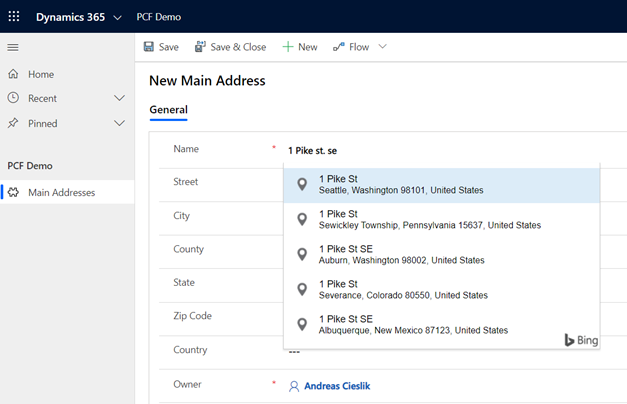 Dynamics 365 PCF Demo
Save Save & Close New Flow
Home
Recent
Pinned
PCF Demo
Main Addresses
New Main Address
General
Name * 1 Pike st. se
Street
City
County
State
Zip Code
Country ---
Owner * Andreas Cieslik
1 Pike St
Seattle, Washington 98101, United States
1 Pike St
Sewickley Township, Pennsylvania 15637, United States
1 Pike St SE
Auburn, Washington 98002, United States
1 Pike St
Severance, Colorado 80550, United States
1 Pike St SE
Albuquerque, New Mexico 87123, United States
Bing